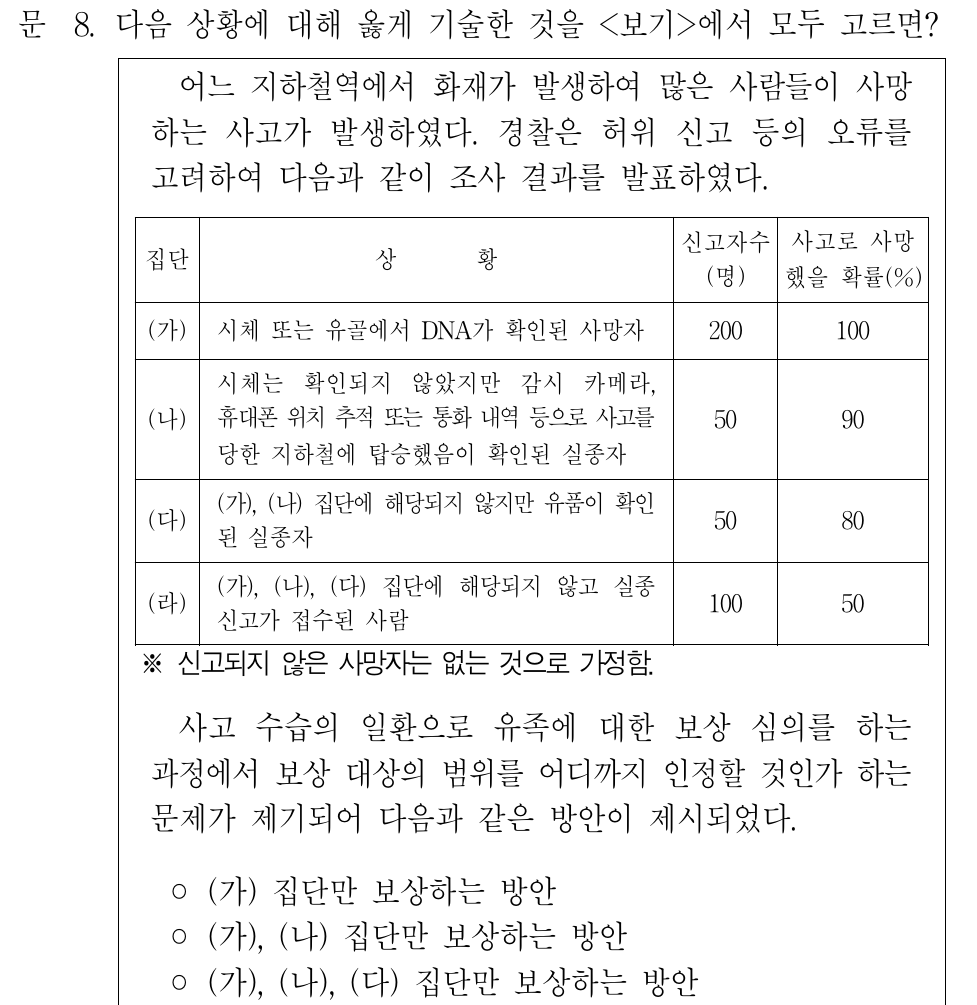 문 8. 다음 상황에 대해 옳게 기술한 것을 <보기>에서 모두 고르면?
어느 지하철역에서 화재가 발생하여 많은 사람들이 사망
하는 사고가 발생하였다. 경찰은 허위 신고 등의 오류를
고려하여 다음과 같이 조사 결과를 발표하였다.
집단 상 황 신고자수 (명) 사고로 사망 했을 확률(%)
(가) 시체 또는 유골에서 DNA가 확인된 사망자 200 100
시체는 확인되지 않았지만 감시 카메라,
(나) 휴대폰 위치 추적 또는 통화 내역 등으로 사고를 50 90
당한 지하철에 탑승했음이 확인된 실종자
(다) (가), (나) 집단에 해당되지 않지만 유품이 확인 50 80
된 실종자
(라) (가), (나), (다) 집단에 해당되지 않고 실종 100 50
신고가 접수된 사람
※ 신고되지 않은 사망자는 없는 것으로 가정함.
사고 수습의 일환으로 유족에 대한 보상 심의를 하는
과정에서 보상 대상의 범위를 어디까지 인정할 것인가 하는
문제가 제기되어 다음과 같은 방안이 제시되었다.
○ (가) 집단만 보상하는 방안
○ (가), (나) 집단만 보상하는 방안
○ (가), (나), (다) 집단만 보상하는 방안